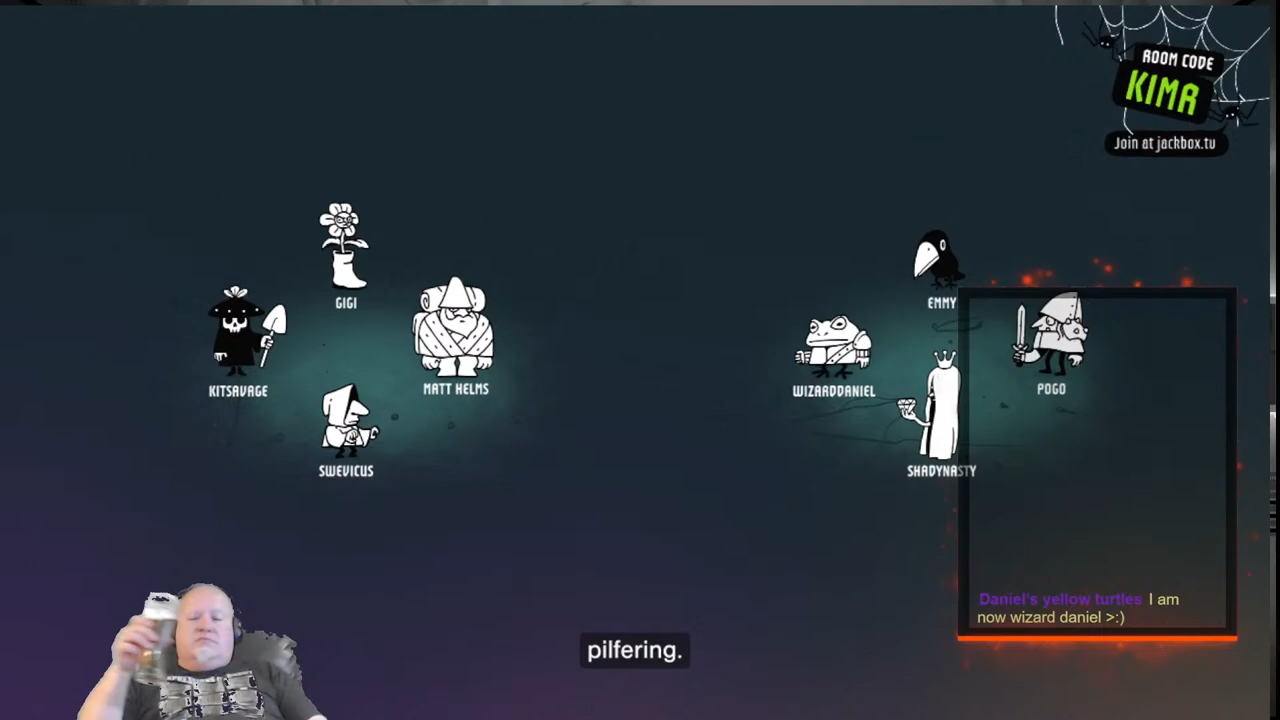 ROOM CODE
KIMR
Join at jackbox.tv
GIGI
EMMY
KITSAVAGE
MATT HELMS
WIZARDDANIEL
POGO
SWEVICUS
SHADYNASTY
Daniel's yellow turtles I am
now wizard daniel >:)
pilfering.